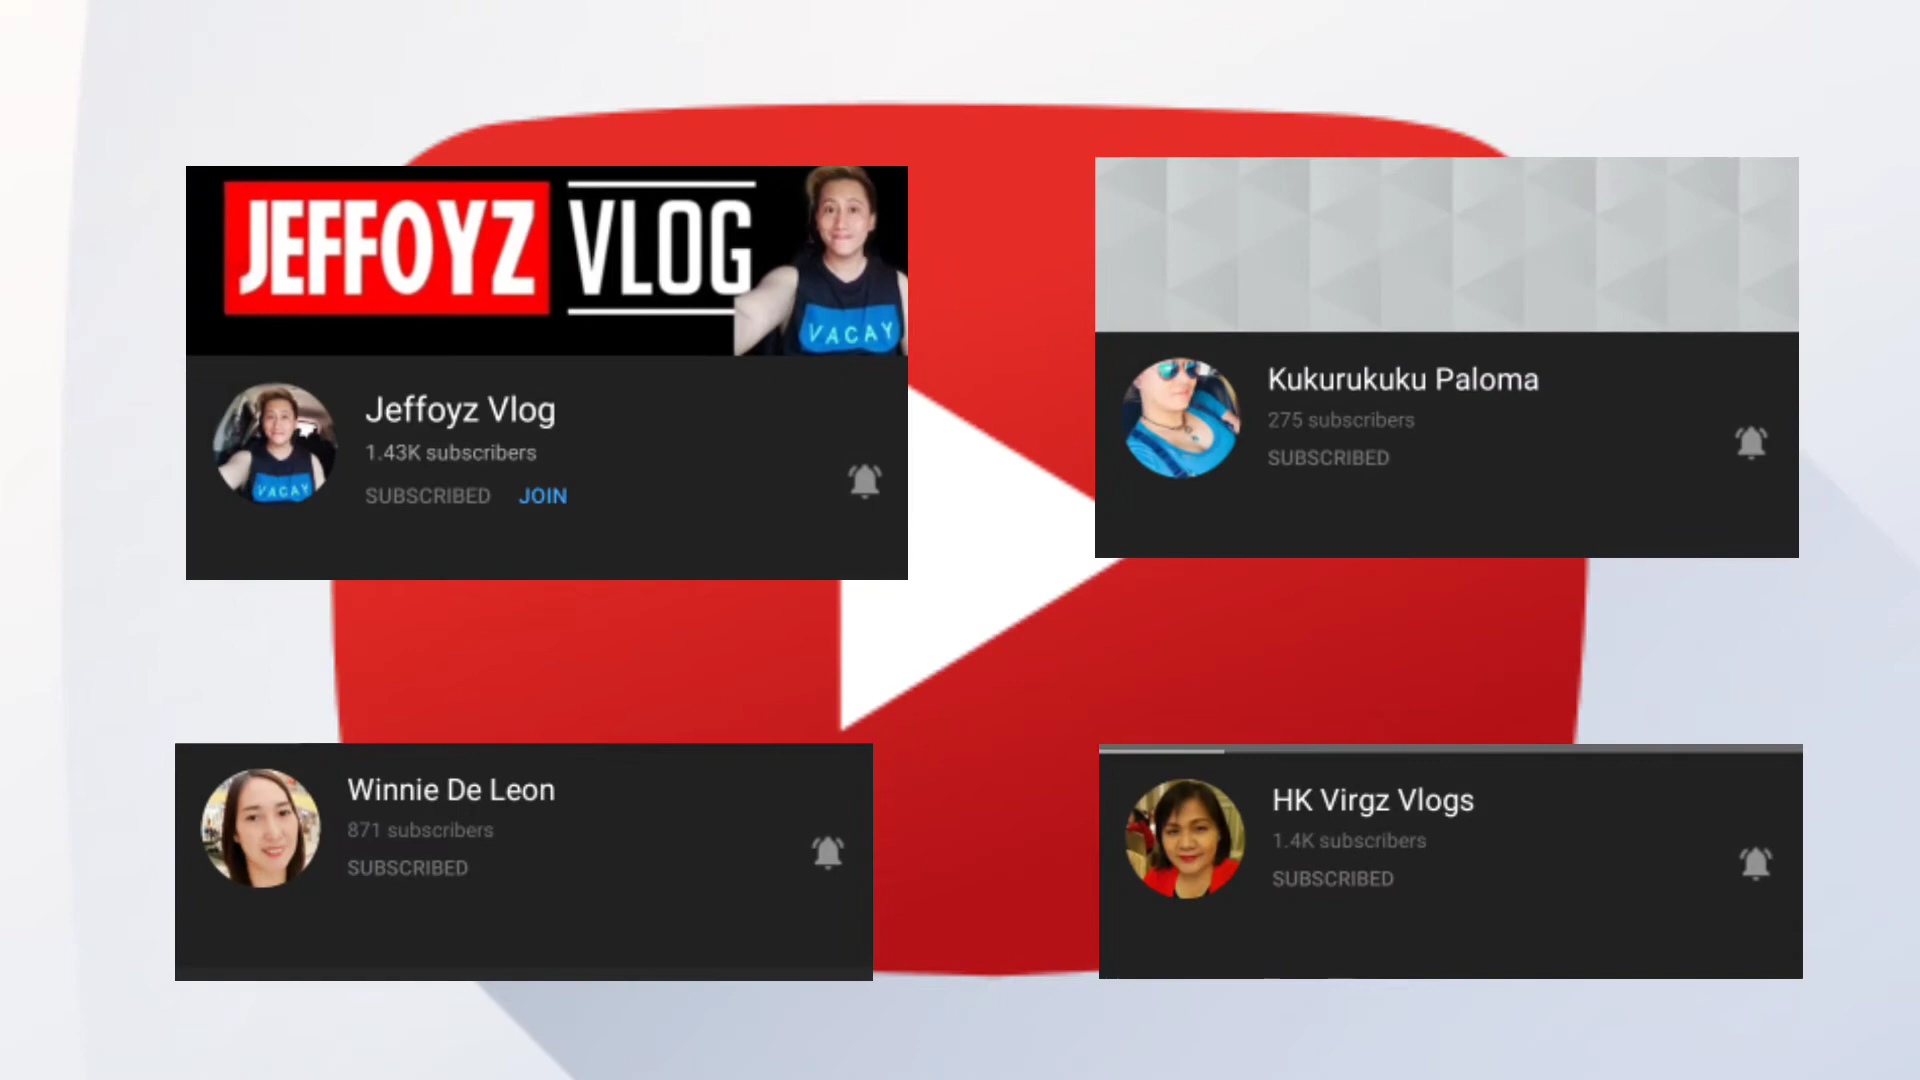 JEFFOYZ VLOG
VACAY
Jeffoyz Vlog
1.43K subscribers
SUBSCRIBED JOIN
VACAY
Kukurukuku Paloma
275 subscribers
SUBSCRIBED
Winnie De Leon
871 subscribers
SUBSCRIBED
HK Virgz Vlogs
1.4K subscribers
SUBSCRIBED